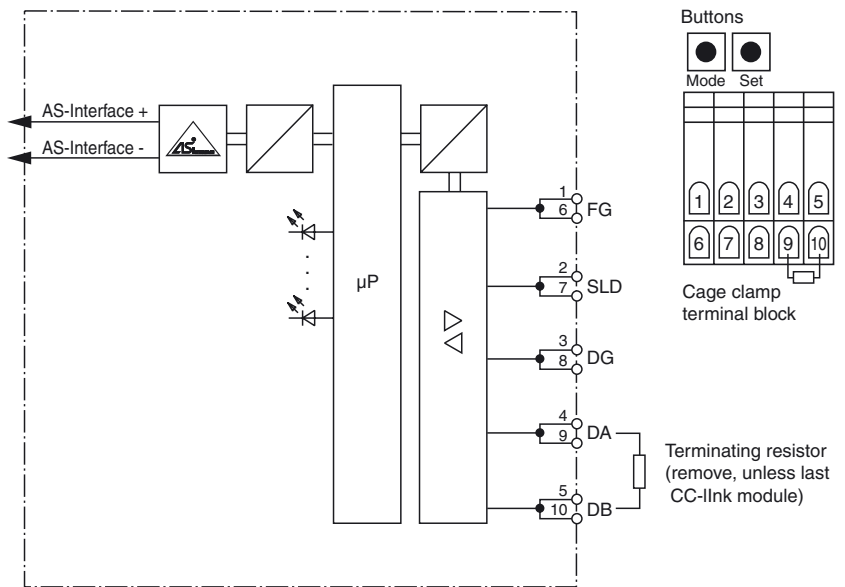 Buttons
Mode Set
AS-Interface +
AS-Interface -
µP
1
6 FG
2
7 SLD
3
8 DG
4
9 DA
5
10 DB
1 2 3 4 5
6 7 8 9 10
Cage clamp
terminal block
Terminating resistor
(remove, unless last
CC-lInk module)